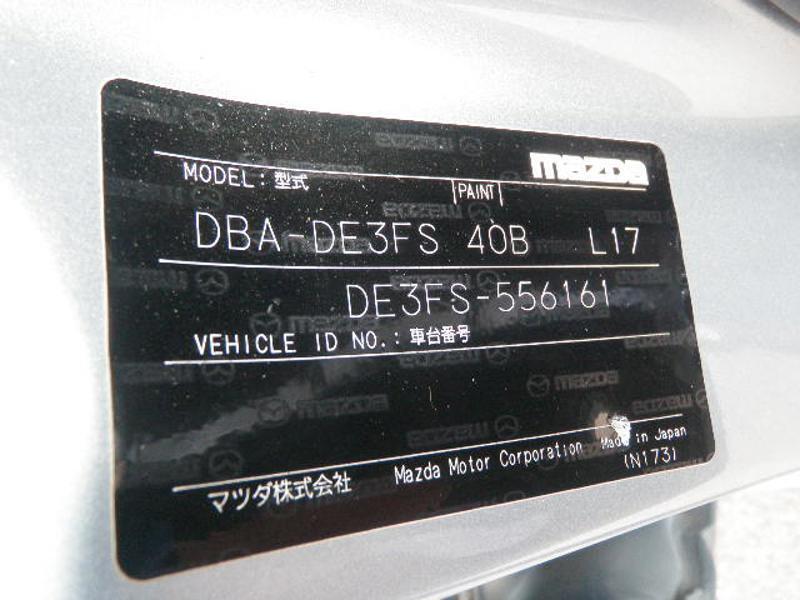 mazda
MODEL：型式
PAINT
DBA-DE3FS 40B L17
DE3FS-556161
VEHICLE ID NO.：車台番号
マツダ株式会社 Mazda Motor Corporation Made in Japan
(N173)